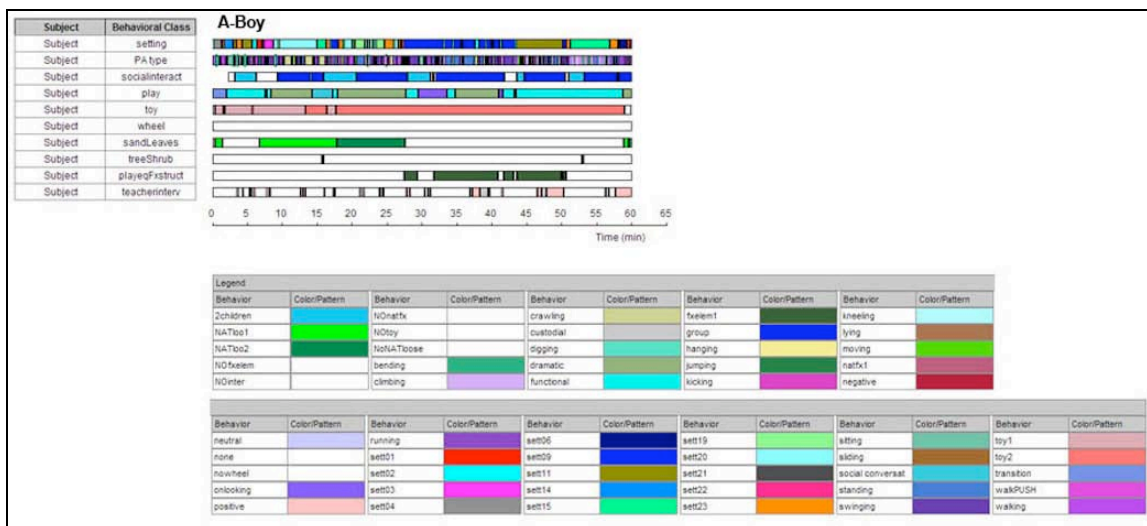 A-Boy
Subject Behavioral Class
Subject setting
Subject PA type
Subject socialinteract
Subject play
Subject toy
Subject wheel
Subject sandLeaves
Subject treeShrub
Subject playeqFxstruct
Subject teacherinterv
0 5 10 15 20 25 30 35 40 45 50 55 60 65
Time (min)
Legend
Behavior Color/Pattern Behavior Color/Pattern Behavior Color/Pattern Behavior Color/Pattern Behavior Color/Pattern
2children NOnatfx crawling fxelem1 kneeling
NATloo1 NOtoy custodial group lying
NATloo2 NoNATloose digging hanging moving
NOfxelem bending dramatic jumping natfx1
NOinter climbing functional kicking negative
Behavior Color/Pattern Behavior Color/Pattern Behavior Color/Pattern Behavior Color/Pattern Behavior Color/Pattern Behavior Color/Pattern
neutral running sett06 sett19 sitting toy1
none sett01 sett09 sett20 sliding toy2
nowheel sett02 sett11 sett21 social conversat transition
onlooking sett03 sett14 sett22 standing walkPUSH
positive sett04 sett15 sett23 swinging walking